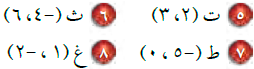 ٥ ت (٢، ٣) ٦ ث (-٤، ٦)
٧ ط (-٥، ٠) ٨ غ (١، -٢)